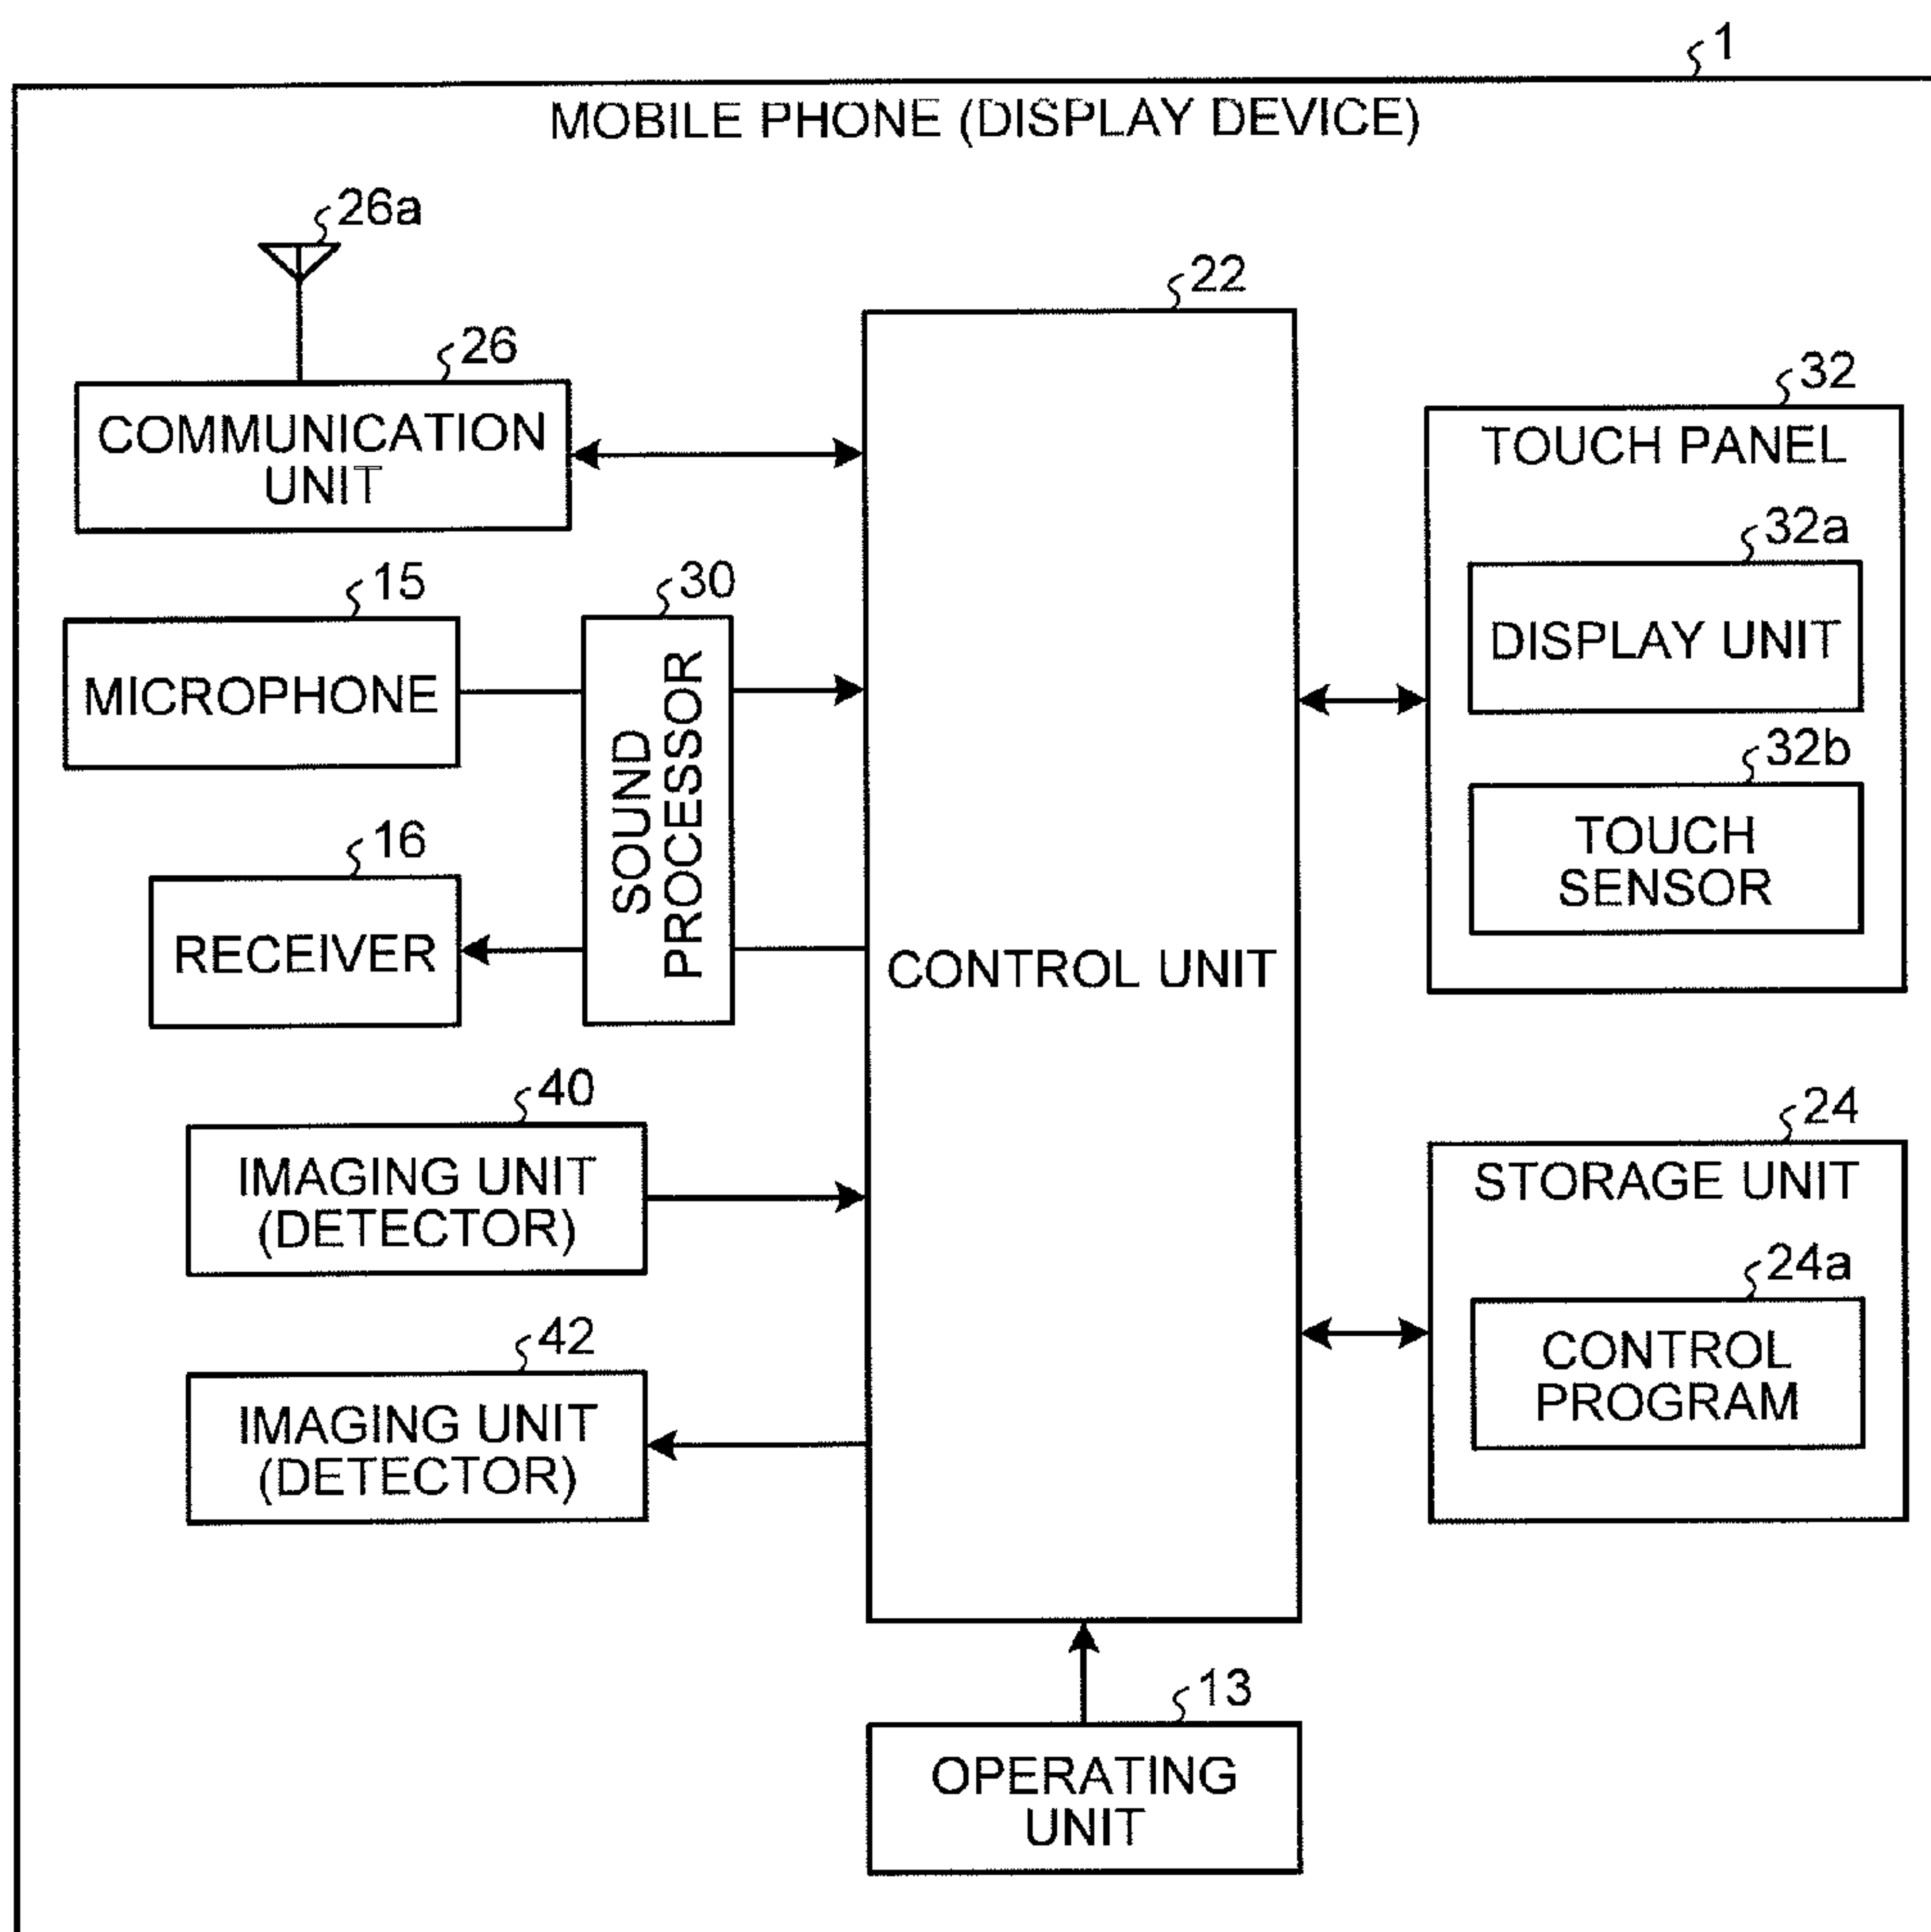 1
MOBILE PHONE (DISPLAY DEVICE)
26a
22
26
COMMUNICATION
UNIT
32
TOUCH PANEL
32a
DISPLAY UNIT
32b
TOUCH
SENSOR
15
MICROPHONE
30
SOUND
PROCESSOR
16
RECEIVER
CONTROL UNIT
40
IMAGING UNIT
(DETECTOR)
24
STORAGE UNIT
24a
CONTROL
PROGRAM
42
IMAGING UNIT
(DETECTOR)
13
OPERATING
UNIT